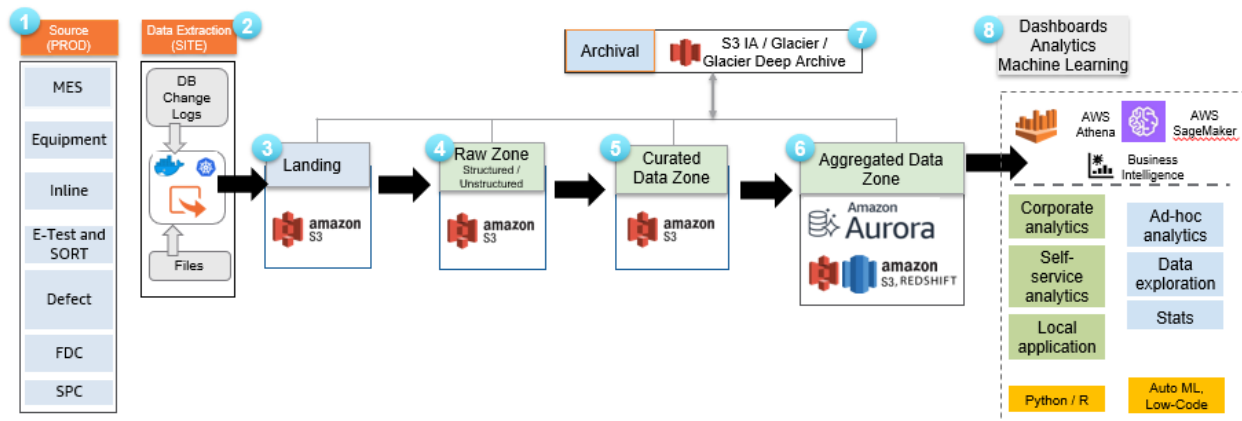 1
Source
(PROD)
MES
Equipment
Inline
E-Test and
SORT
Defect
FDC
SPC
2
Data Extraction
(SITE)
DB
Change
Logs
Files
3
Landing
amazon
S3
4
Raw Zone
Structured /
Unstructured
amazon
S3
5
Curated
Data Zone
amazon
S3
6
Aggregated Data
Zone
Amazon
Aurora
amazon
S3, REDSHIFT
7
Archival
S3 IA / Glacier /
Glacier Deep Archive
8
Dashboards
Analytics
Machine Learning
AWS
Athena
AWS
SageMaker
Business
Intelligence
Corporate
analytics
Self-
service
analytics
Local
application
Ad-hoc
analytics
Data
exploration
Stats
Python / R
Auto ML,
Low-Code